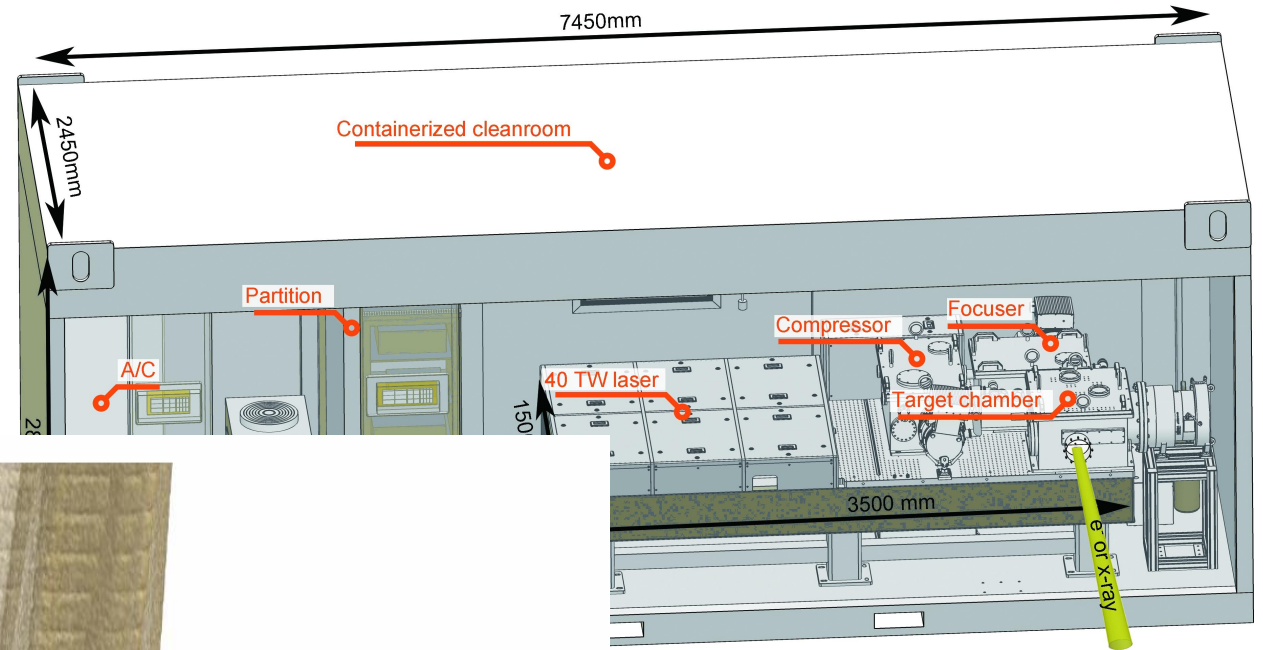 7450mm
2450mm
Containerized cleanroom
Partition
Focuser
Compressor
A/C
40 TW laser
Target chamber
3500 mm
e⁻ or x-ray